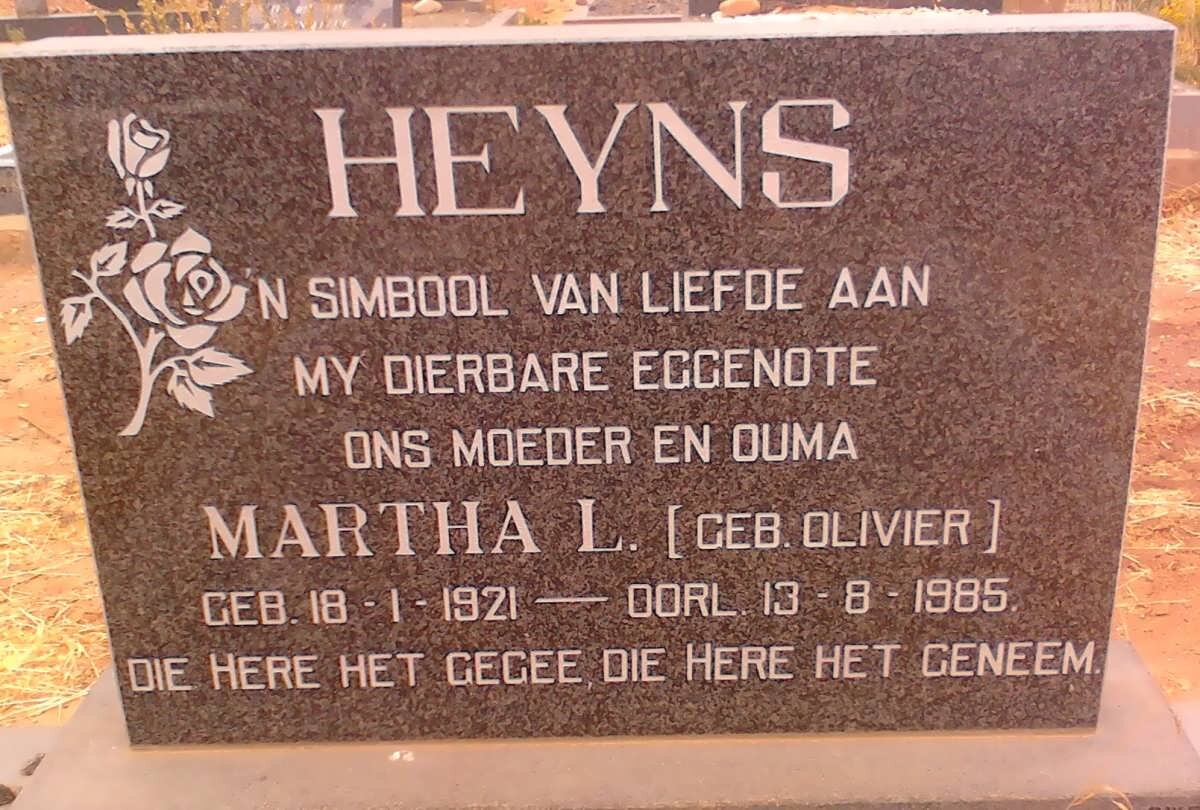 HEYNS
'N SIMBOOL VAN LIEFDE AAN
MY DIERBARE EGGENOTE
ONS MOEDER EN OUMA
MARTHA L. [GEB. OLIVIER]
GEB. 18 - 1 - 1921 — OORL. 13 - 8 - 1985.
DIE HERE HET GEGEE, DIE HERE HET GENEEM.